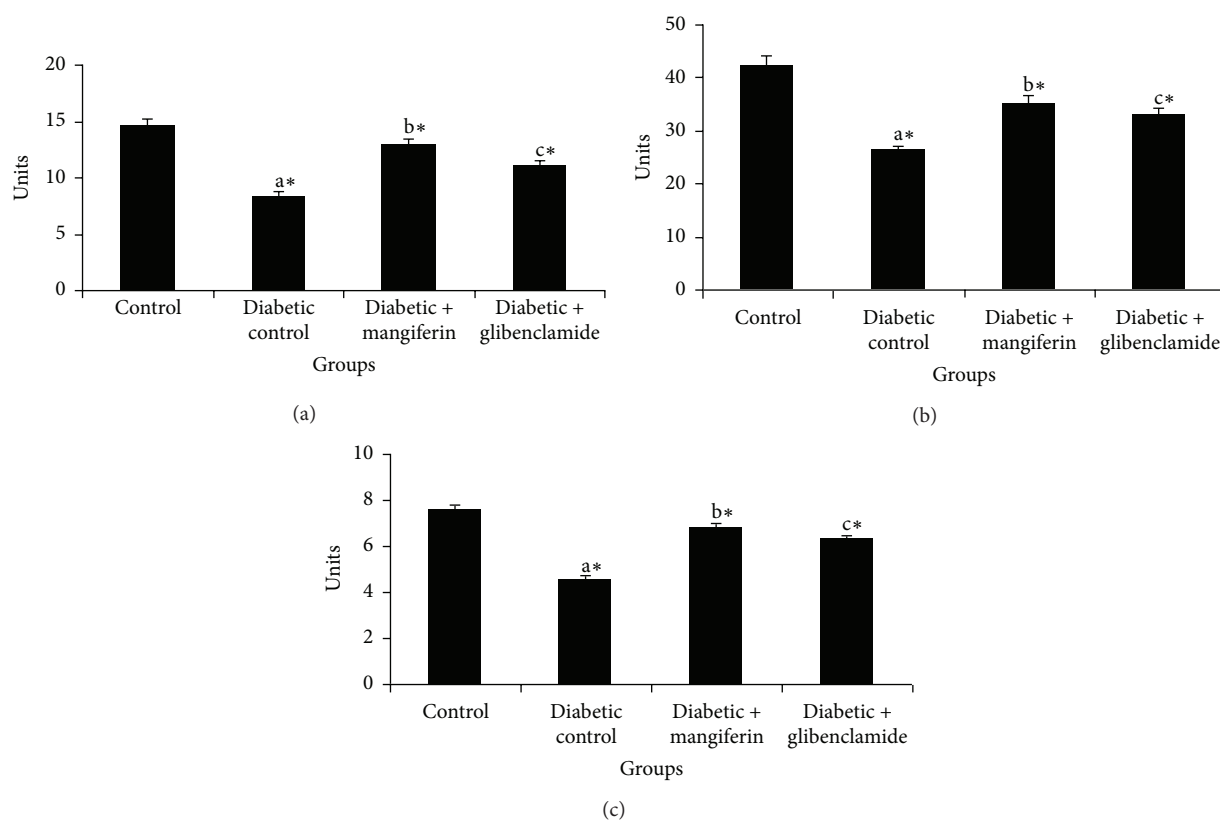 20
15
10
5
0
Units
a*
b*
c*
Control
Diabetic control
Diabetic + mangiferin
Diabetic + glibenclamide
Groups
(a)
50
40
30
20
10
0
Units
a*
b*
c*
Control
Diabetic control
Diabetic + mangiferin
Diabetic + glibenclamide
Groups
(b)
10
8
6
4
2
0
Units
a*
b*
c*
Control
Diabetic control
Diabetic + mangiferin
Diabetic + glibenclamide
Groups
(c)